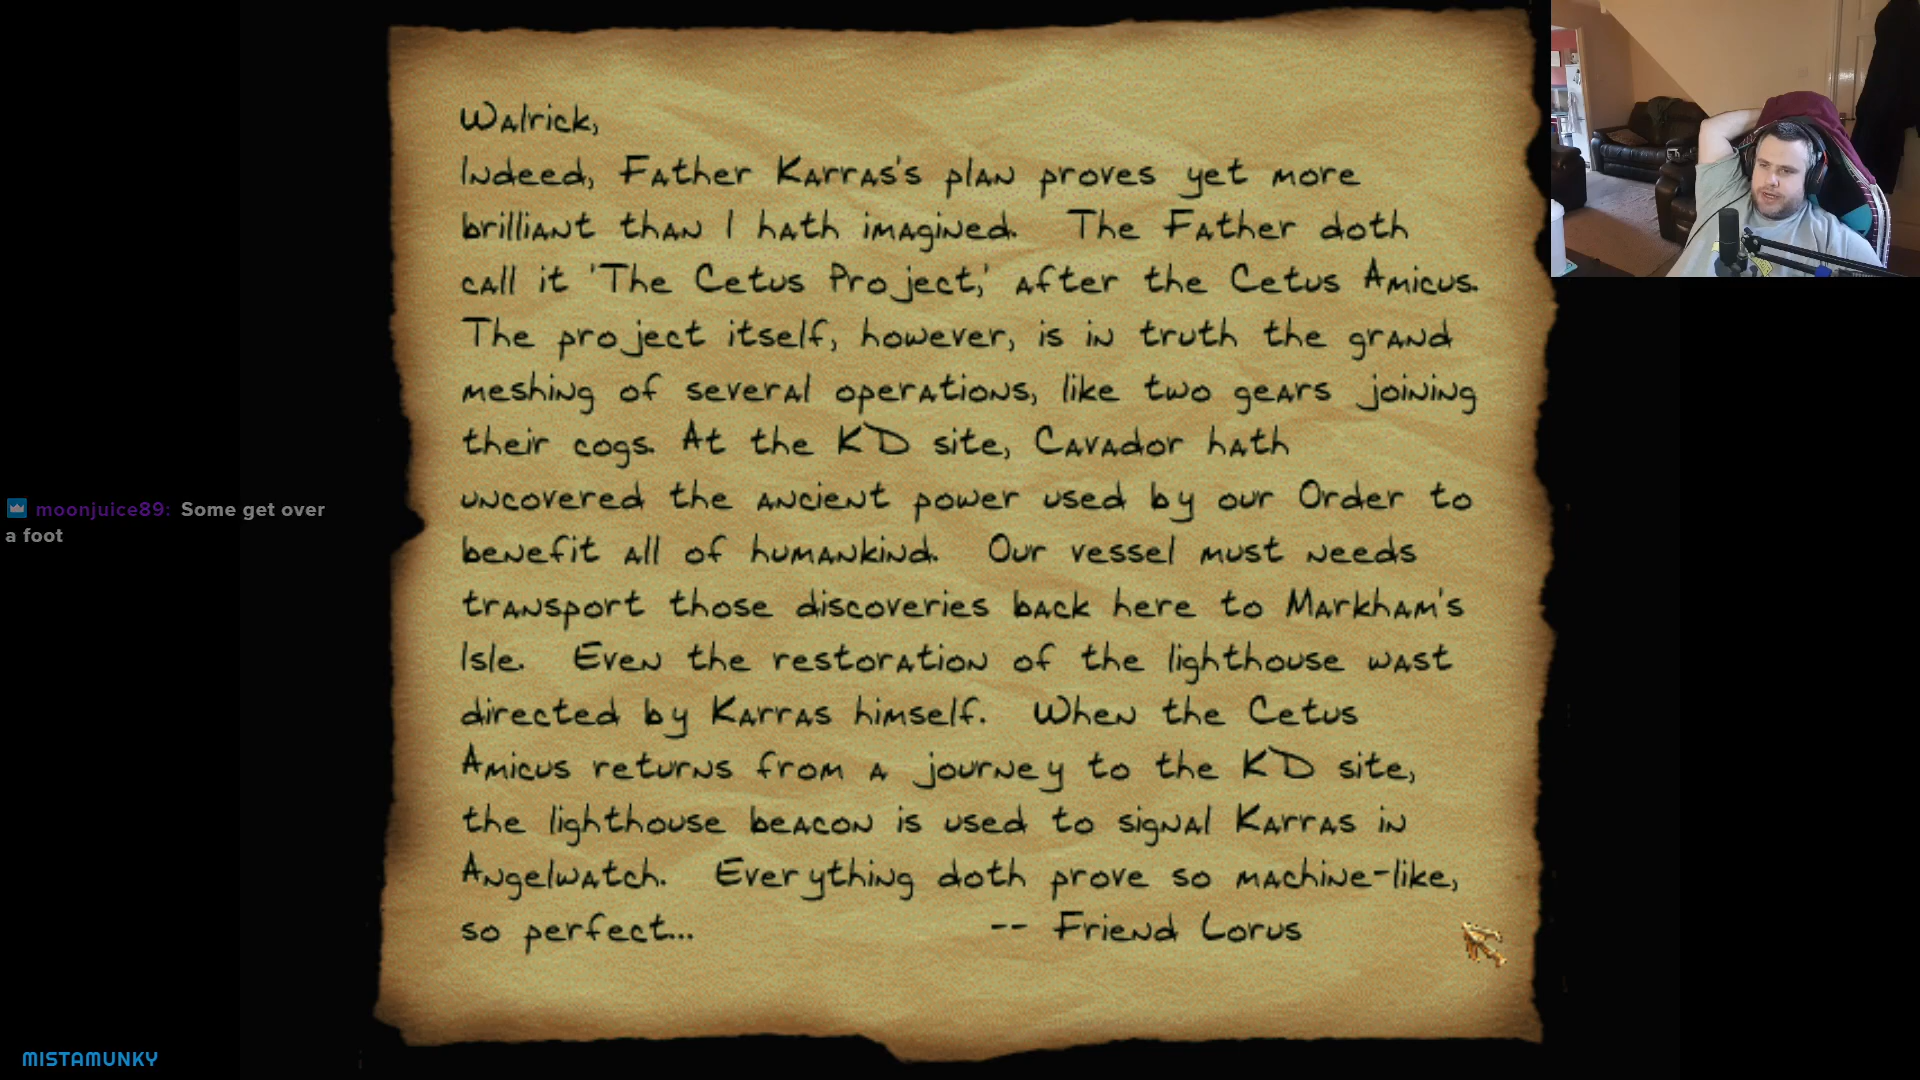 Walrick,
Indeed, Father Karras's plan proves yet more
brilliant than I hath imagined. The Father doth
call it 'The Cetus Project,' after the Cetus Amicus.
The project itself, however, is in truth the grand
meshing of several operations, like two gears joining
their cogs. At the KD site, Cavador hath
uncovered the ancient power used by our Order to
benefit all of humankind. Our vessel must needs
transport those discoveries back here to Markham's
Isle. Even the restoration of the lighthouse wast
directed by Karras himself. When the Cetus
Amicus returns from a journey to the KD site,
the lighthouse beacon is used to signal Karras in
Angelwatch. Everything doth prove so machine-like,
so perfect... -- Friend Lorus
moonjuice89: Some get over
a foot
MISTAMUNKY